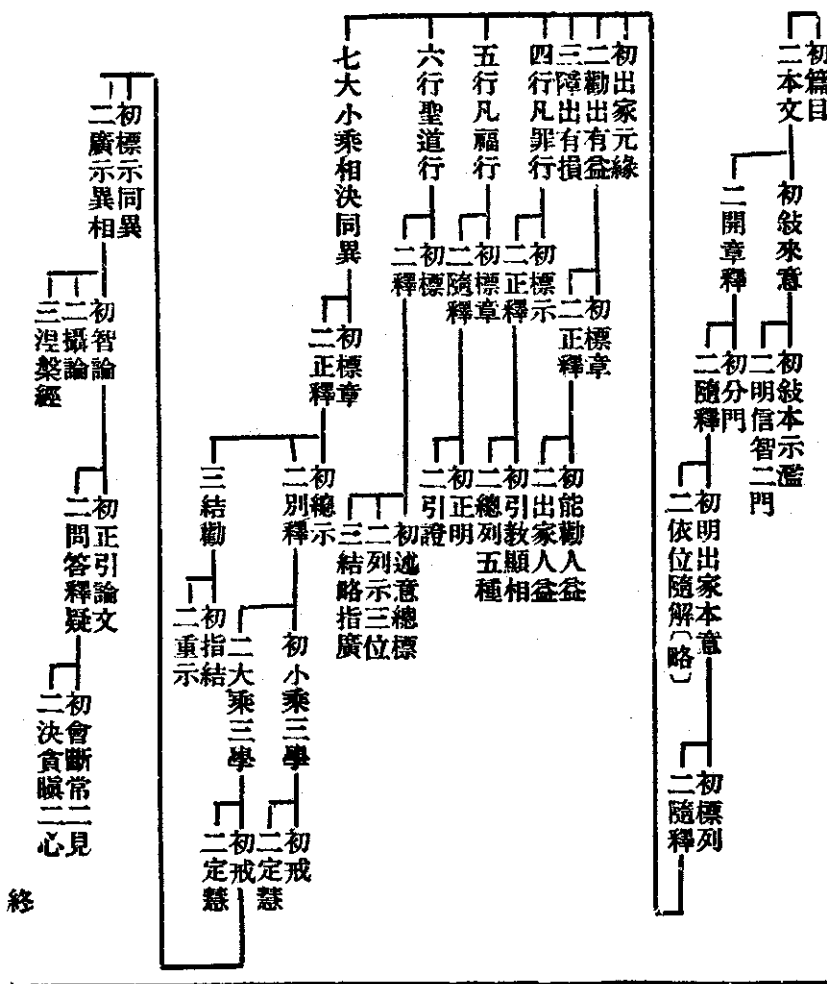 初篇目
二本文
初敍來意
二開章釋
初敍本示濫
二明信智二門
初分門
二隨釋
初明出家本意
二依位隨解〔略〕
初標列
二隨釋
初出家元緣
二勸出有益
三障出有損
四行凡罪行
五行凡福行
六行聖道行
七大小乘相決同異
初標章
二正釋
初能勸人益
二出家人益
初標示
二正釋
初引教顯相
二總列五種
初標章
二隨釋
初正明
二引證
初標
二釋
初述意總標
二列示三位
三結略指廣
初標章
二正釋
初總示
二別釋
三結勸
初小乘三學
二大乘三學
初指結
二重示
初戒
二定慧
初戒
二定慧
初標示同異
二廣示異相
初智論
二攝論
三涅槃經
初正引論文
二問答釋疑
初會斷常二見
二決貪瞋二心
終